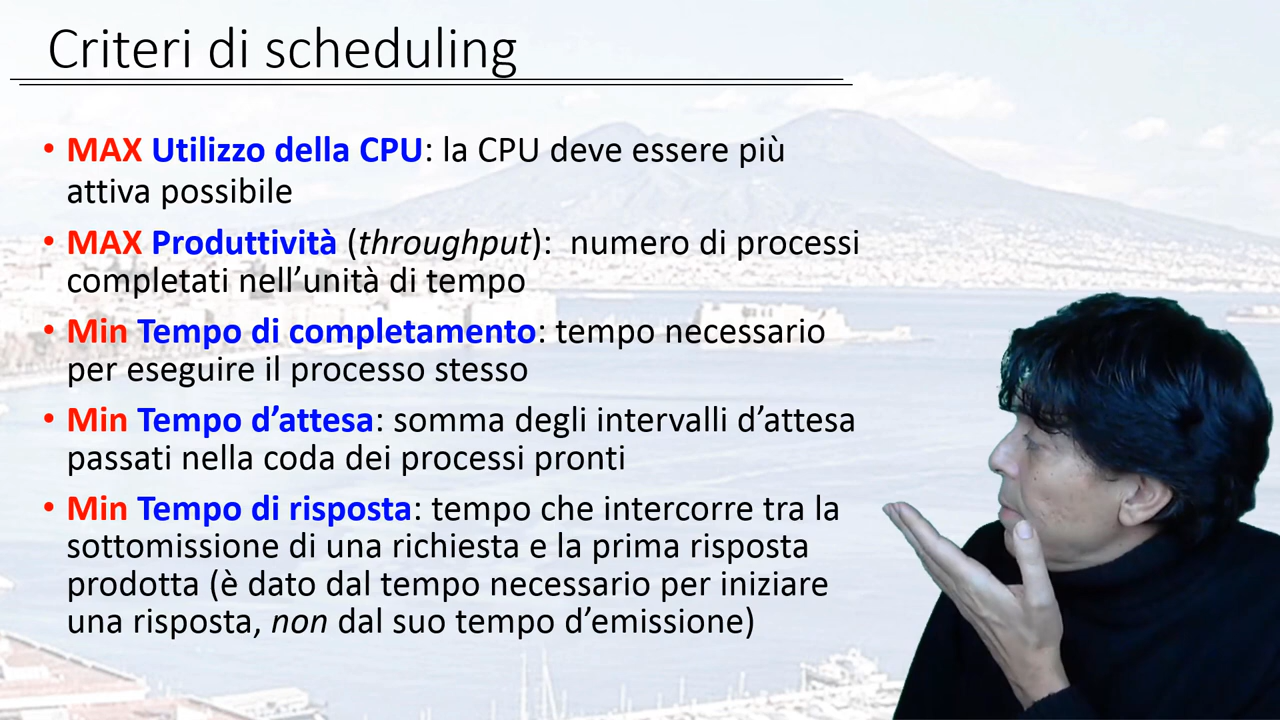 Criteri di scheduling
• MAX Utilizzo della CPU: la CPU deve essere più
attiva possibile
• MAX Produttività (throughput):  numero di processi
completati nell’unità di tempo
• Min Tempo di completamento: tempo necessario
per eseguire il processo stesso
• Min Tempo d’attesa: somma degli intervalli d’attesa
passati nella coda dei processi pronti
• Min Tempo di risposta: tempo che intercorre tra la
sottomissione di una richiesta e la prima risposta
prodotta (è dato dal tempo necessario per iniziare
una risposta, non dal suo tempo d’emissione)